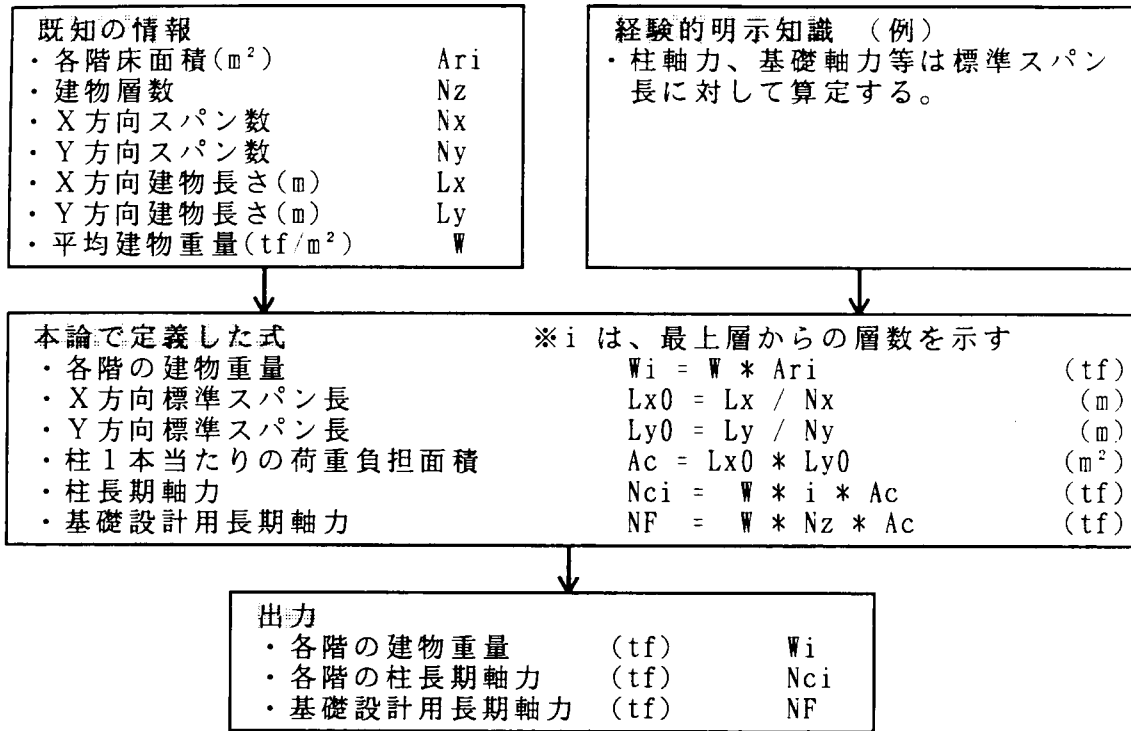 既知の情報
・各階床面積(m²) Ari
・建物層数 Nz
・X方向スパン数 Nx
・Y方向スパン数 Ny
・X方向建物長さ(m) Lx
・Y方向建物長さ(m) Ly
・平均建物重量(tf/m²) W
経験的明示知識 (例)
・柱軸力、基礎軸力等は標準スパン
長に対して算定する。
本論で定義した式 ※iは、最上層からの層数を示す
・各階の建物重量 Wi = W * Ari (tf)
・X方向標準スパン長 Lx0 = Lx / Nx (m)
・Y方向標準スパン長 Ly0 = Ly / Ny (m)
・柱1本当たりの荷重負担面積 Ac = Lx0 * Ly0 (m²)
・柱長期軸力 Nci = W * i * Ac (tf)
・基礎設計用長期軸力 NF = W * Nz * Ac (tf)
出力
・各階の建物重量 (tf) Wi
・各階の柱長期軸力 (tf) Nci
・基礎設計用長期軸力 (tf) NF